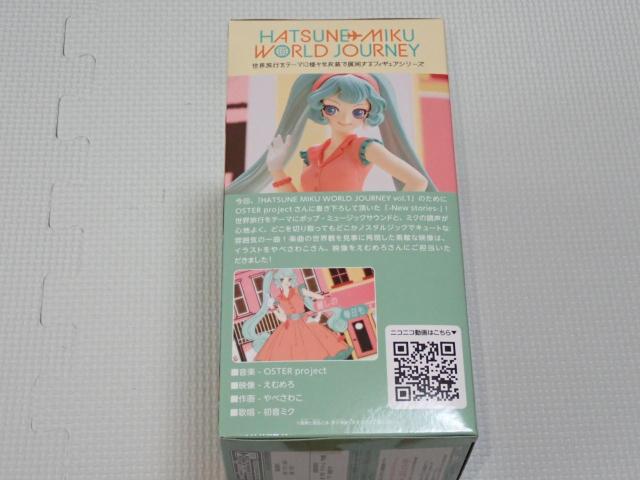 HATSUNE MIKU
WORLD JOURNEY
世界旅行をテーマに様々な衣装で展開するフィギュアシリーズ
今回、「HATSUNE MIKU WORLD JOURNEY vol.1」のために
OSTER projectさんに書き下ろして頂いた「-New stories-」!
世界旅行をテーマにポップ・ミュージックサウンドと、ミクの調声が
心地よく、どこを切り取ってもどこかノスタルジックでキュートな
雰囲気の一曲!楽曲の世界観を見事に再現した素敵な映像は、
イラストをやべさわこさん、映像をえむめろさんにご担当いただきました!
ニコニコ動画はこちら▼
■音楽 - OSTER project
■映像 - えむめろ
■作画 - やべさわこ
■歌唱 - 初音ミク